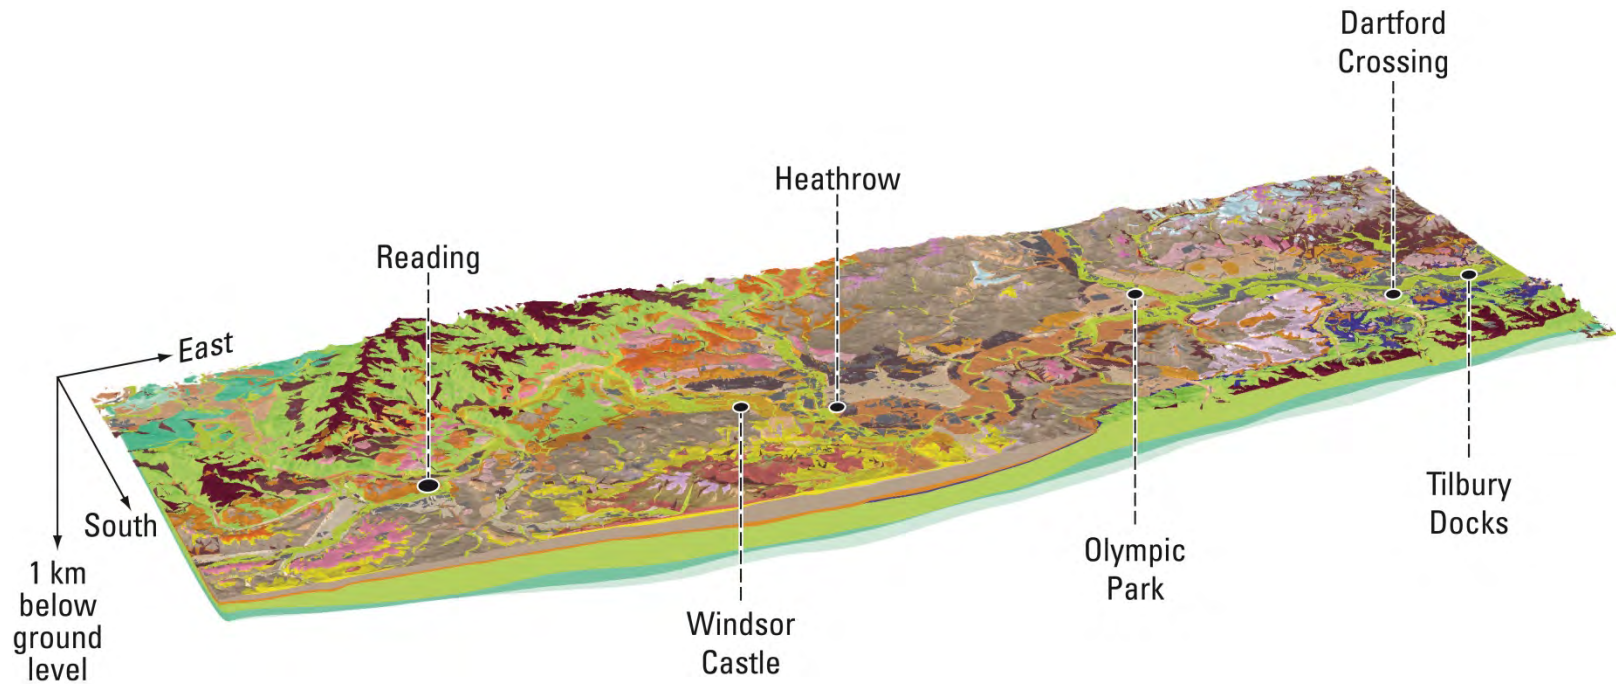 Dartford
Crossing
Heathrow
Reading
East
South
1 km
below
ground
level
Windsor
Castle
Olympic
Park
Tilbury
Docks